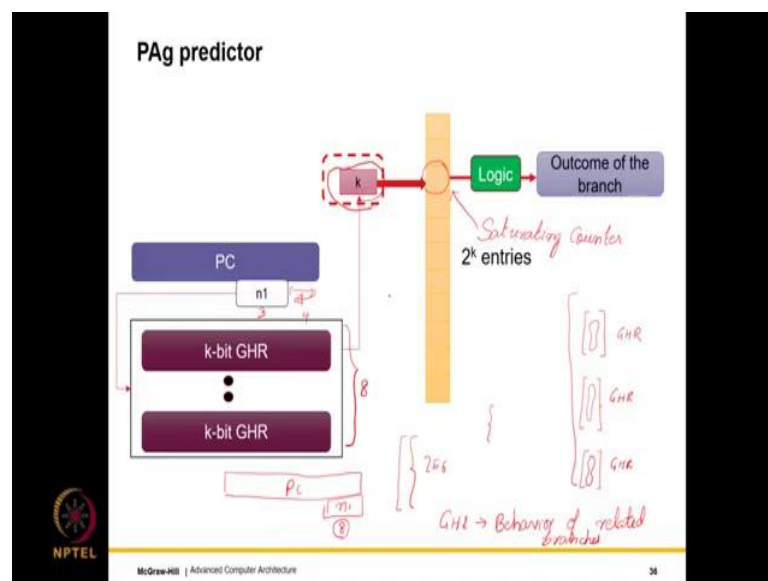 PAg predictor
k
Logic
Outcome of the
branch
Saturating Counter
2^k entries
PC
n1
3
4
k-bit GHR
8
k-bit GHR
[0] GHR
[0] GHR
[8] GHR
256
PC
n1
8
GHR → Behavior of related
branches
NPTEL
McGraw-Hill | Advanced Computer Architecture
36